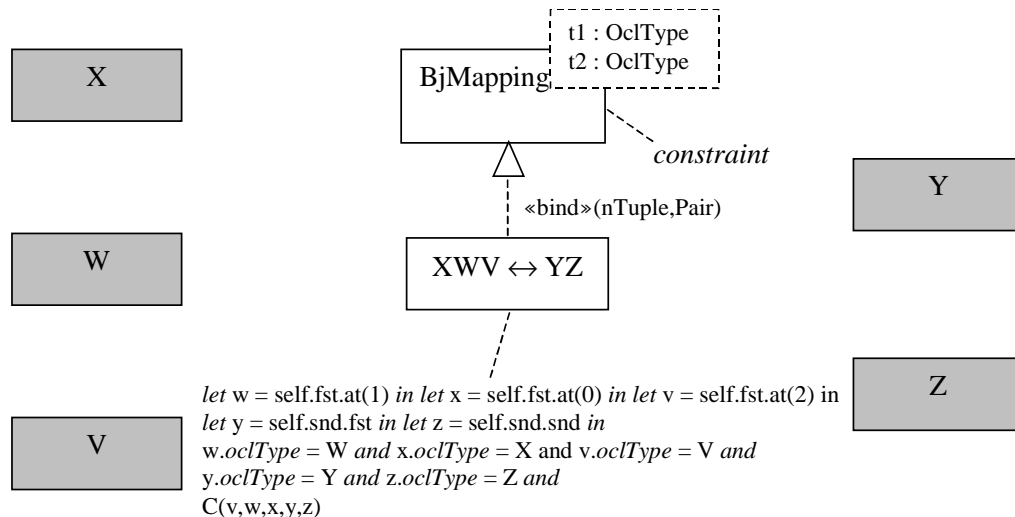 t1 : OclType
t2 : OclType
X
BjMapping
constraint
Y
«bind»(nTuple,Pair)
W
XWV ↔ YZ
Z
let w = self.fst.at(1) in let x = self.fst.at(0) in let v = self.fst.at(2) in
let y = self.snd.fst in let z = self.snd.snd in
V
w.oclType = W and x.oclType = X and v.oclType = V and
y.oclType = Y and z.oclType = Z and
C(v,w,x,y,z)